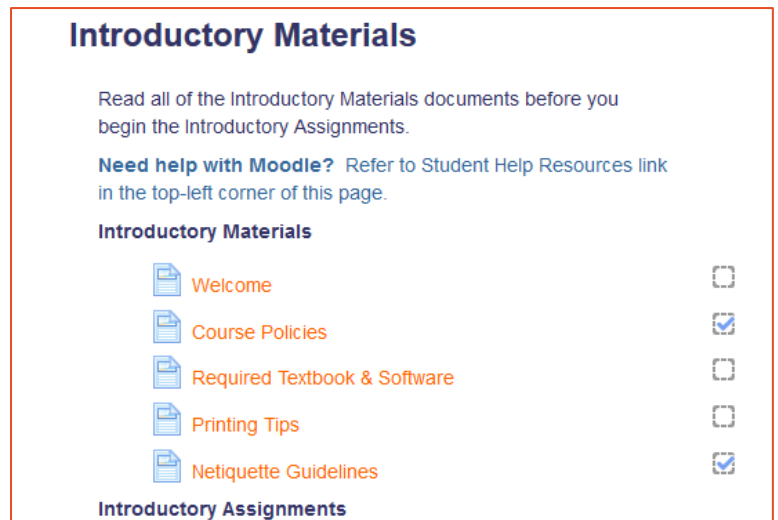 Introductory Materials
Read all of the Introductory Materials documents before you
begin the Introductory Assignments.
Need help with Moodle? Refer to Student Help Resources link
in the top-left corner of this page.
Introductory Materials
Welcome
Course Policies
Required Textbook & Software
Printing Tips
Netiquette Guidelines
Introductory Assignments